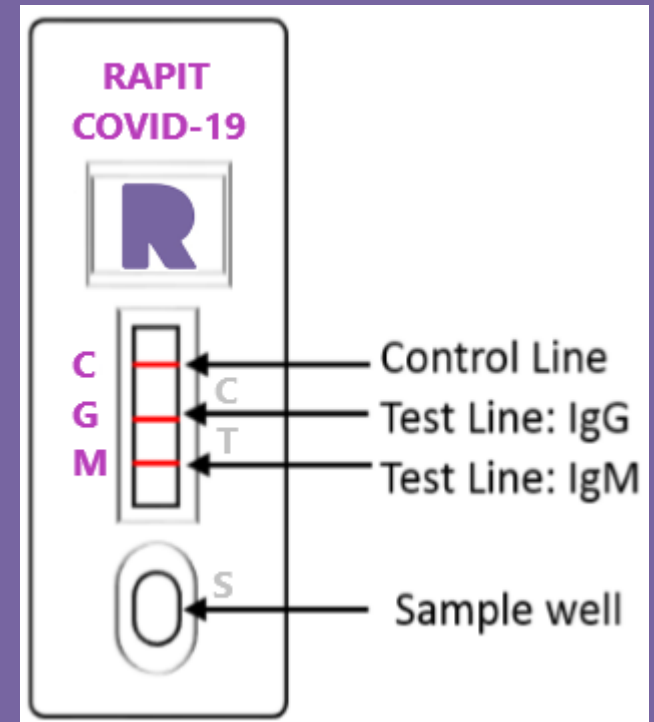 RAPIT
COVID-19
R
C
Control Line
C
G
Test Line: IgG
T
M
Test Line: IgM
S
Sample well